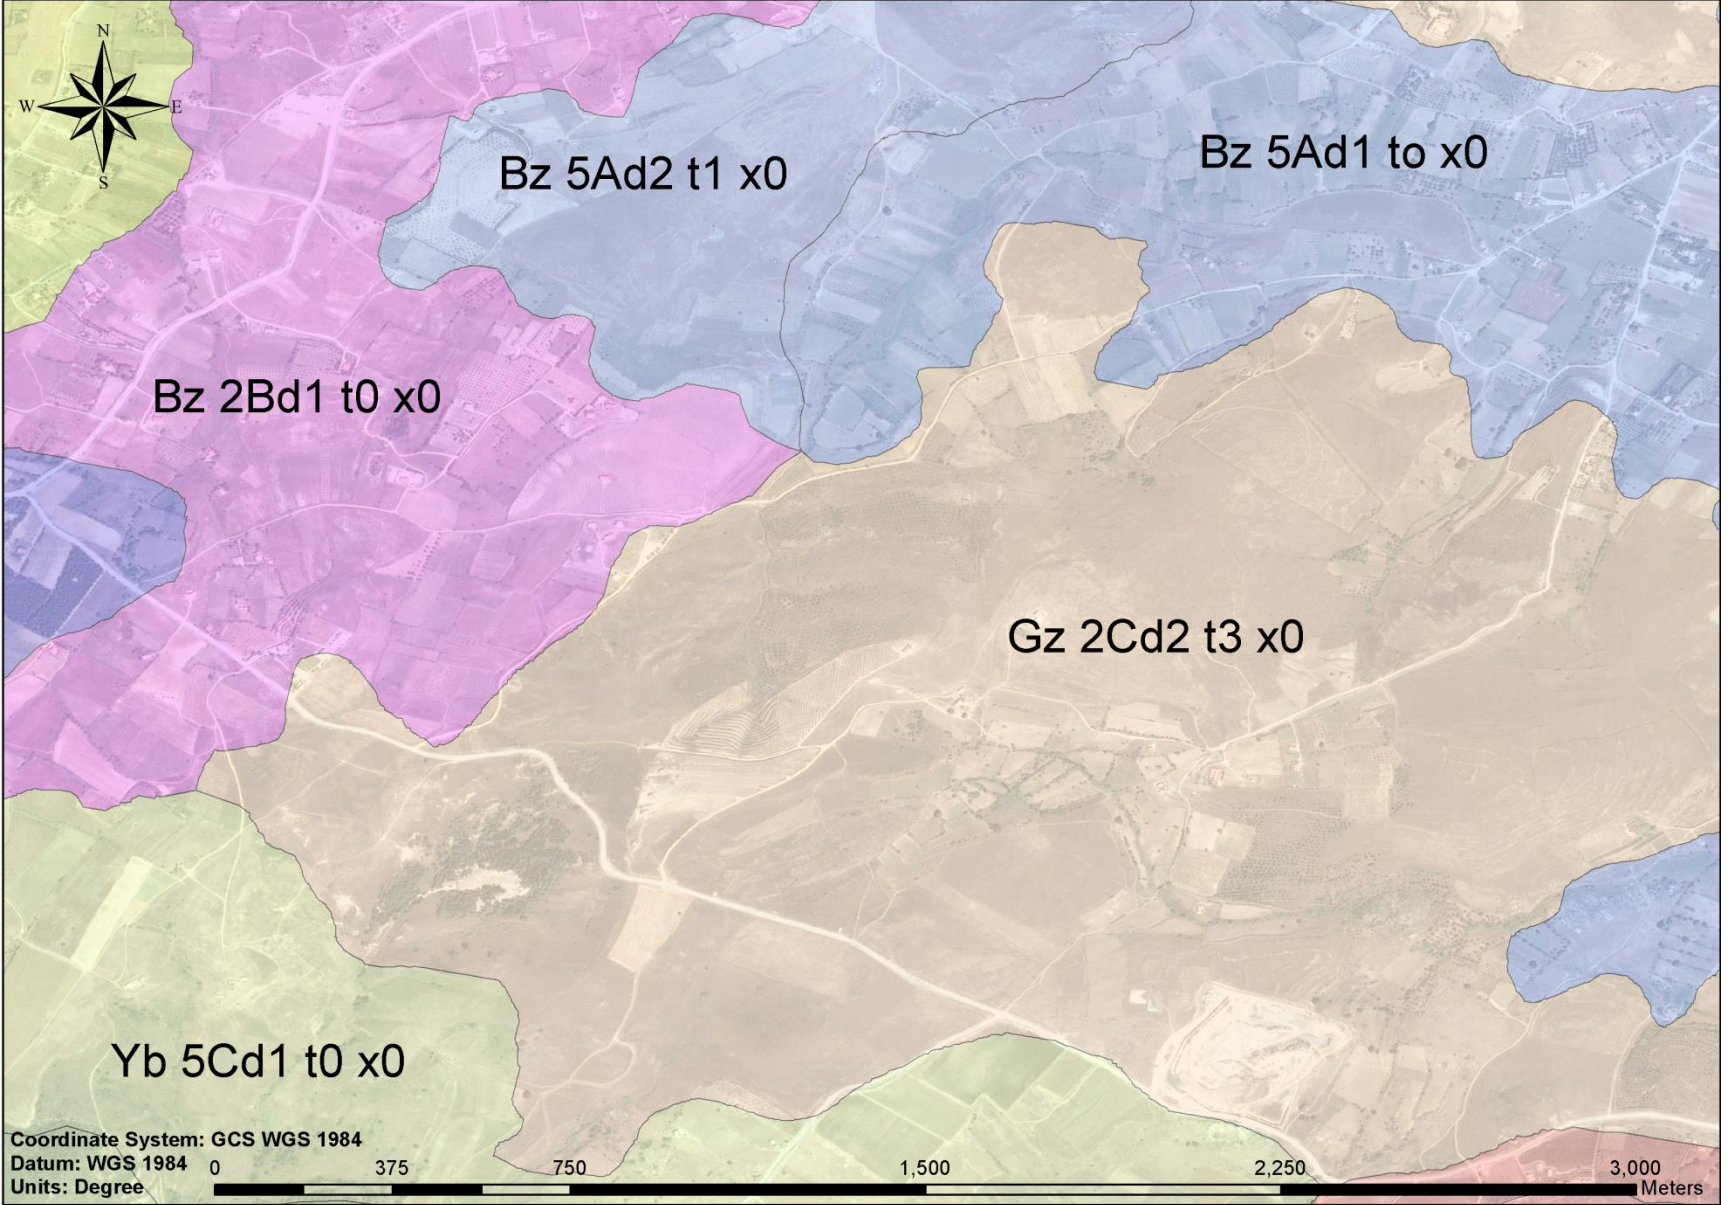 N
W E
S
Bz 5Ad2 t1 x0
Bz 5Ad1 to x0
Bz 2Bd1 t0 x0
Gz 2Cd2 t3 x0
Yb 5Cd1 t0 x0
Coordinate System: GCS WGS 1984
Datum: WGS 1984
Units: Degree
0 375 750 1,500 2,250 3,000
Meters